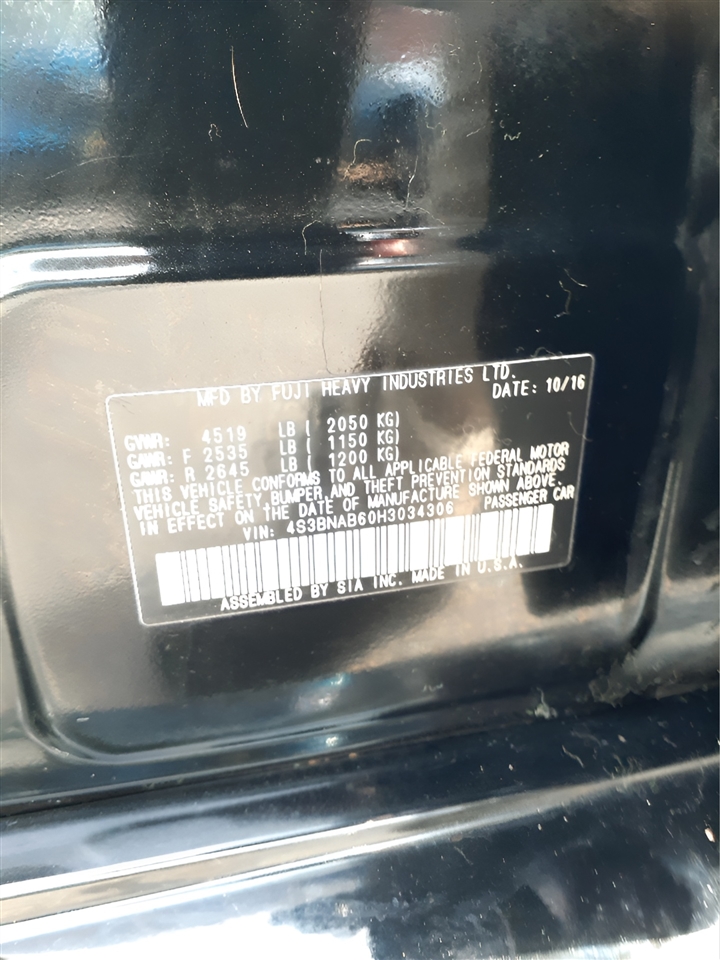 MFD BY FUJI HEAVY INDUSTRIES LTD.
DATE: 10/16
GVWR: 4519 LB ( 2050 KG)
GAWR: F 2535 LB ( 1150 KG)
GAWR: R 2645 LB ( 1200 KG)
THIS VEHICLE CONFORMS TO ALL APPLICABLE FEDERAL MOTOR
VEHICLE SAFETY, BUMPER, AND THEFT PREVENTION STANDARDS
IN EFFECT ON THE DATE OF MANUFACTURE SHOWN ABOVE.
VIN: 4S3BNAB60H3034306 PASSENGER CAR
ASSEMBLED BY SIA INC. MADE IN U.S.A.